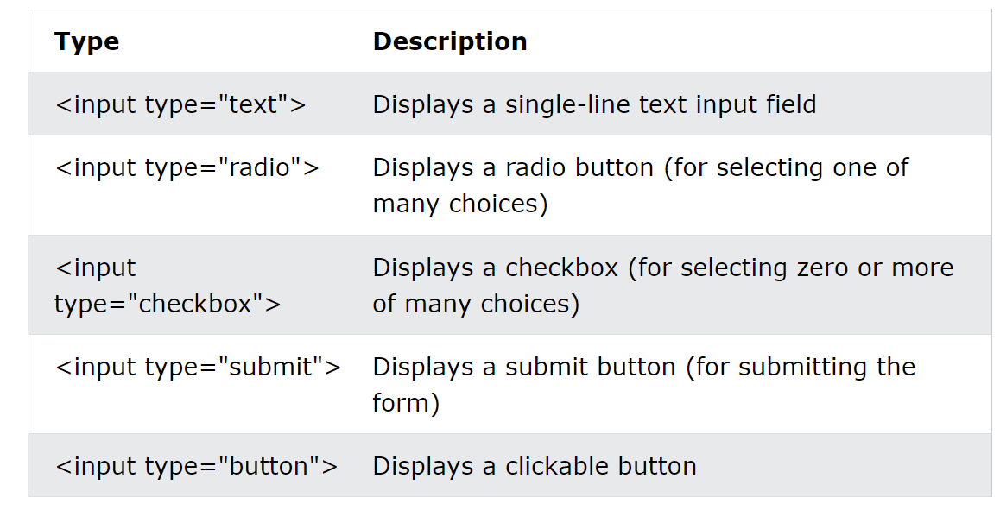 Type Description
<input type="text"> Displays a single-line text input field
<input type="radio"> Displays a radio button (for selecting one of
many choices)
<input Displays a checkbox (for selecting zero or more
type="checkbox"> of many choices)
<input type="submit"> Displays a submit button (for submitting the
form)
<input type="button"> Displays a clickable button